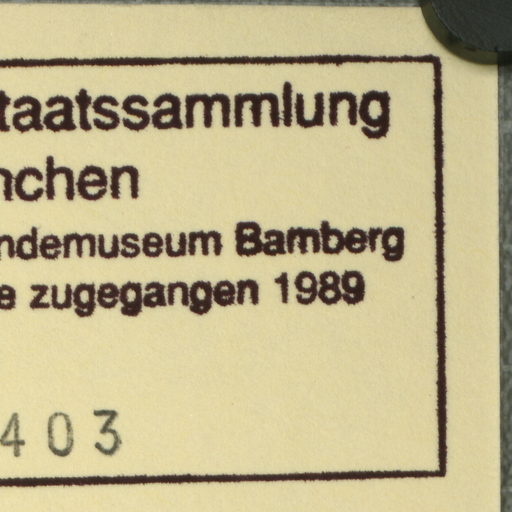 taatssammlung
nchen
ndemuseum Bamberg
e zugegangen 1989
403